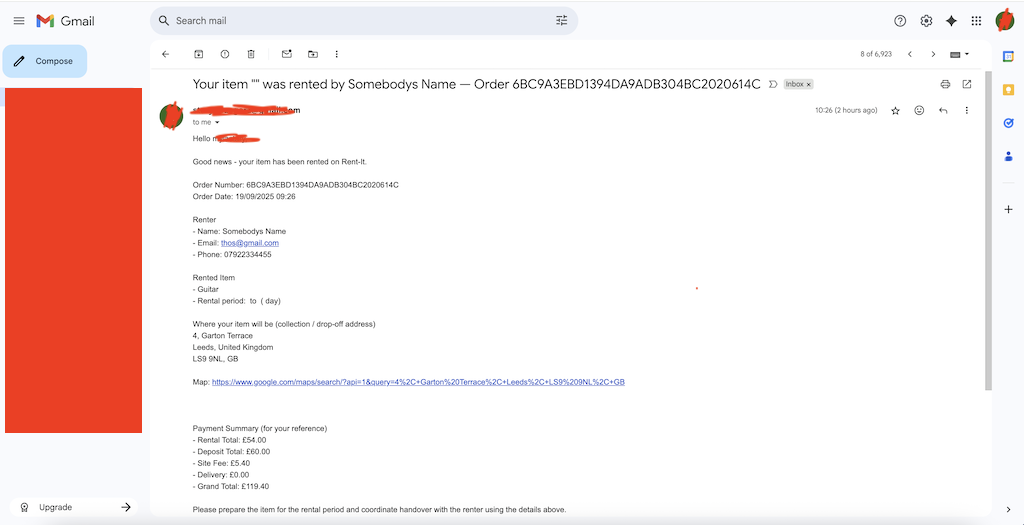 Gmail
Search mail
Compose
8 of 6,923
Your item "" was rented by Somebodys Name — Order 6BC9A3EBD1394DA9ADB304BC2020614C
Inbox ×
10:26 (2 hours ago)
to me
Hello
Good news - your item has been rented on Rent-It.
Order Number: 6BC9A3EBD1394DA9ADB304BC2020614C
Order Date: 19/09/2025 09:26
Renter
- Name: Somebodys Name
- Email: thos@gmail.com
- Phone: 07922334455
Rented Item
- Guitar
- Rental period: to ( day)
Where your item will be (collection / drop-off address)
4, Garton Terrace
Leeds, United Kingdom
LS9 9NL, GB
Map: https://www.google.com/maps/search/?api=1&query=4%2C+Garton%20Terrace%2C+Leeds%2C+LS9%209NL%2C+GB
Payment Summary (for your reference)
- Rental Total: £54.00
- Deposit Total: £60.00
- Site Fee: £5.40
- Delivery: £0.00
- Grand Total: £119.40
Please prepare the item for the rental period and coordinate handover with the renter using the details above.
Upgrade